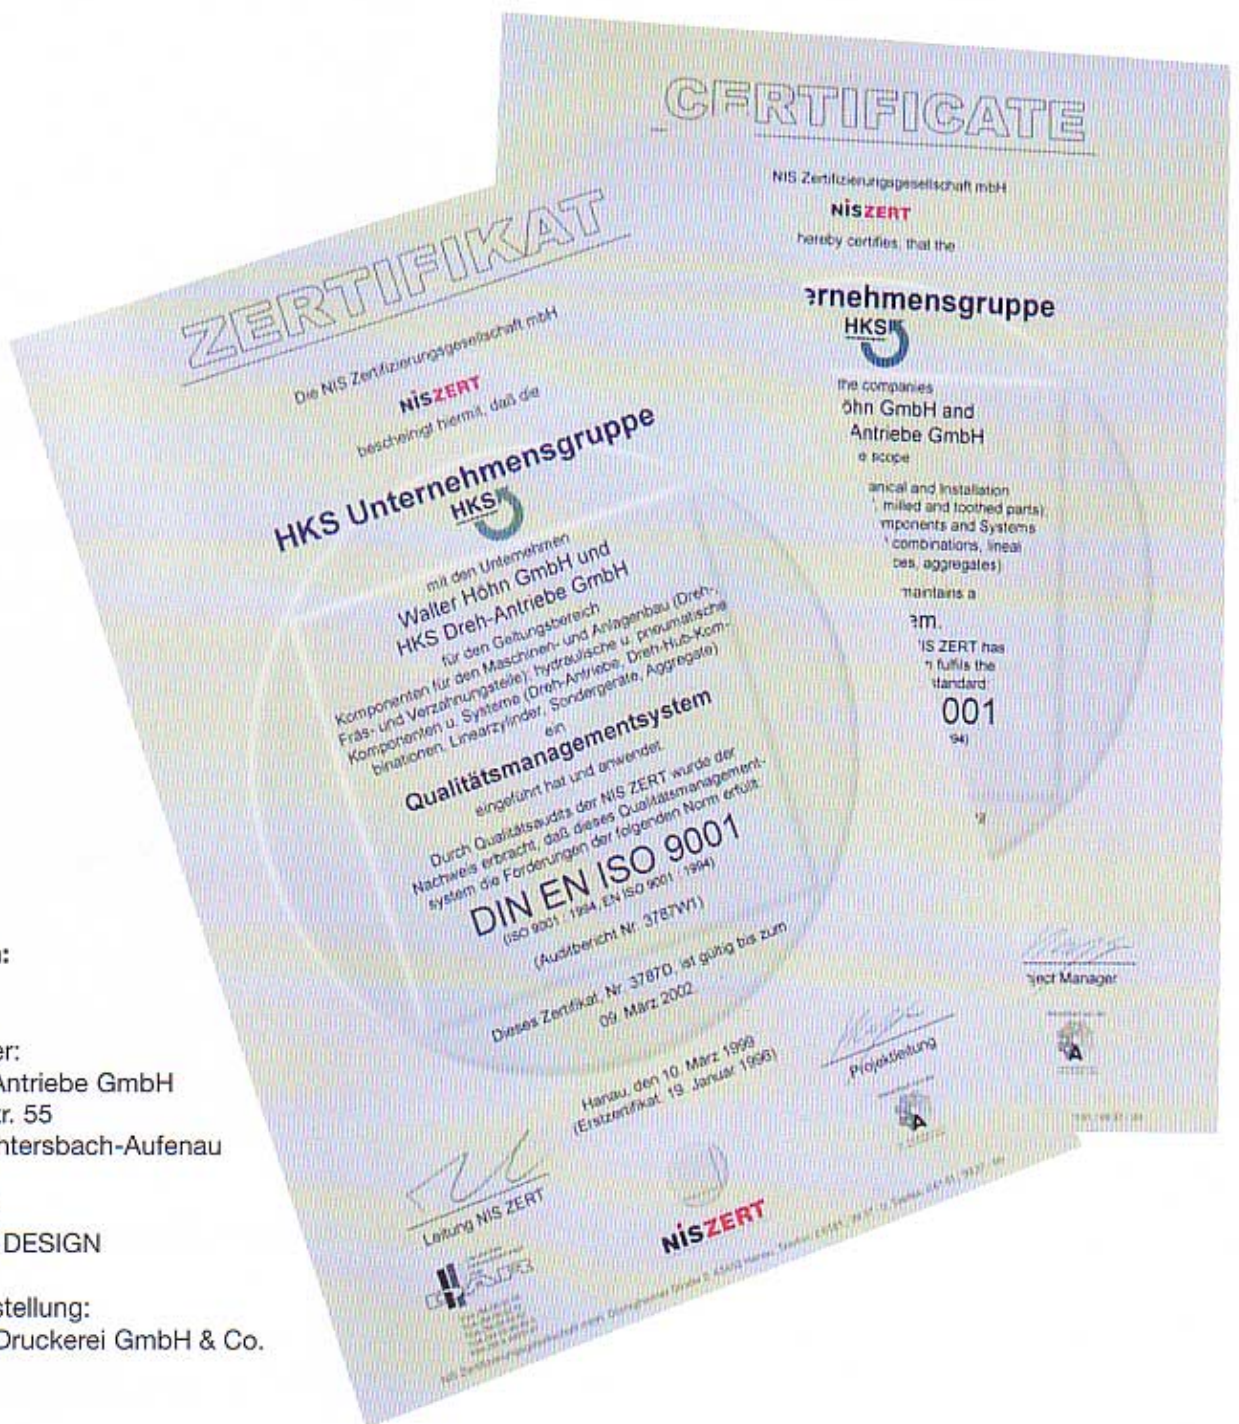 ZERTIFIKAT
Die NIS Zertifizierungsgesellschaft mbH
NiSZERT
bescheinigt hiermit, daß die
HKS Unternehmensgruppe
HKS
mit den Unternehmen
Walter Höhn GmbH und
HKS Dreh-Antriebe GmbH
für den Geltungsbereich
Komponenten für den Maschinen- und Anlagenbau (Dreh-,
Fräs- und Verzahnungsteile); hydraulische u. pneumatische
Komponenten u. Systeme (Dreh-Antriebe, Dreh-Hub-Kom-
binationen, Linearzylinder, Sondergeräte, Aggregate)
ein
Qualitätsmanagementsystem
eingeführt hat und anwendet.
Durch Qualitätsaudits der NIS ZERT wurde der
Nachweis erbracht, daß dieses Qualitätsmanagement-
system die Forderungen der folgenden Norm erfüllt:
DIN EN ISO 9001
(ISO 9001 : 1994, EN ISO 9001 : 1994)
(Auditbericht Nr. 3787W1)
Dieses Zertifikat, Nr. 3787D, ist gültig bis zum
09. März 2002
Hanau, den 10. März 1999
(Erstzertifikat, 19. Januar 1996)
Projektleitung
Leitung NIS ZERT
NiSZERT
CERTIFICATE
NIS Zertifizierungsgesellschaft mbH
NiSZERT
hereby certifies, that the
ernehmensgruppe
HKS
the companies
öhn GmbH and
Antriebe GmbH
e scope
anical and Installation
, milled and toothed parts);
mponents and Systems
combinations, lineal
ces, aggregates)
maintains a
em.
IS ZERT has
n fulfils the
standard:
001
94)
ject Manager
:
er:
Antriebe GmbH
tr. 55
htersbach-Aufenau
DESIGN
stellung:
Druckerei GmbH & Co.